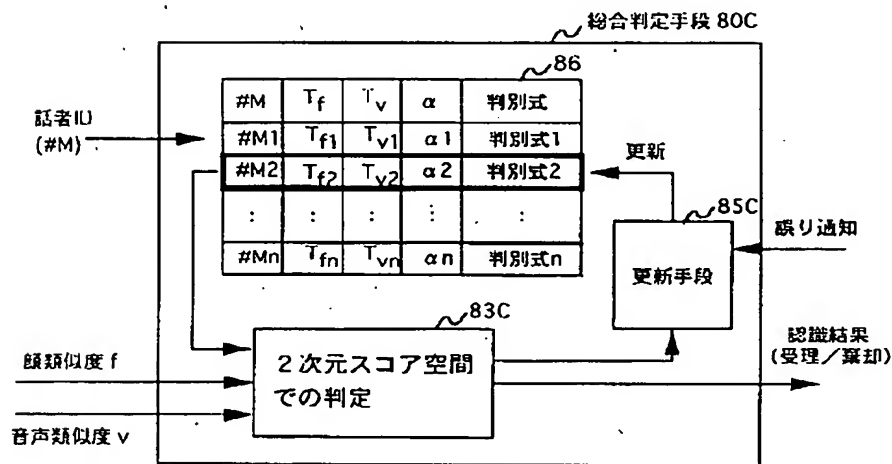 総合判定手段 80C
86
#M Tf Tv α 判別式
#M1 Tf1 Tv1 α1 判別式1
#M2 Tf2 Tv2 α2 判別式2
: : : : :
#Mn Tfn Tvn αn 判別式n
話者ID
(#M)
更新
85C
誤り通知
更新手段
83C
2次元スコア空間
での判定
認識結果
(受理/棄却)
顔類似度 f
音声類似度 v